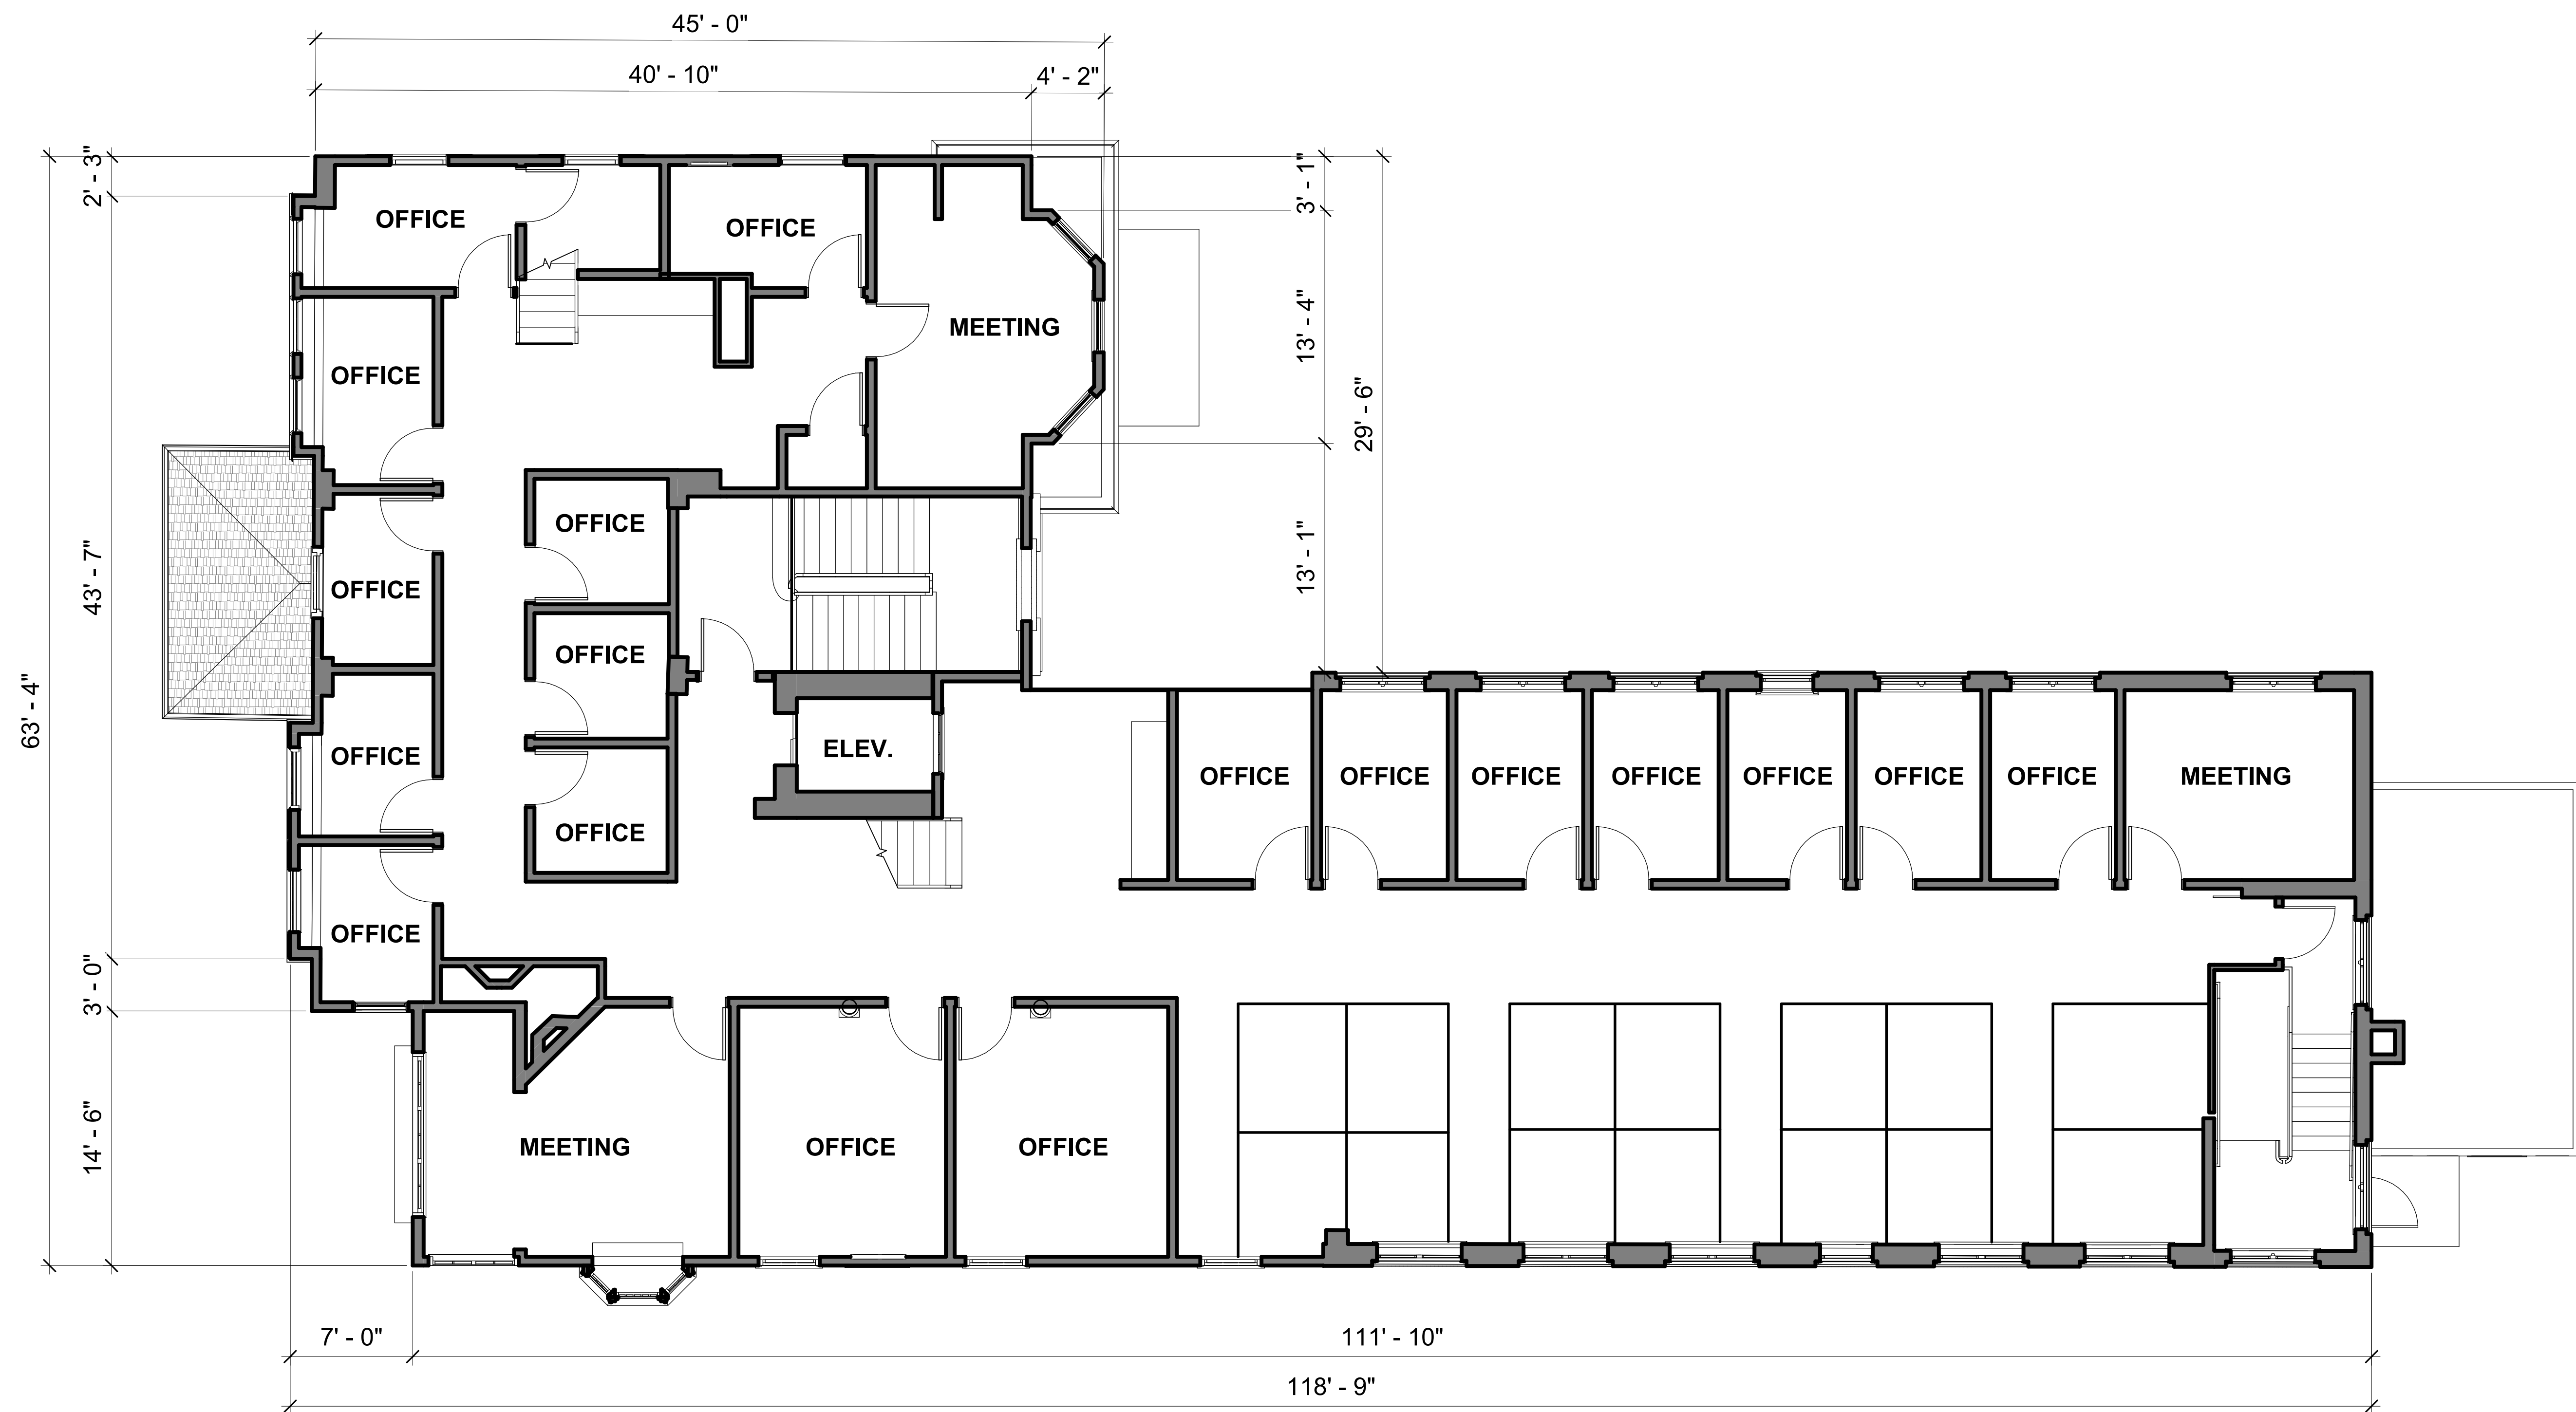 45' - 0"
40' - 10"
4' - 2"
2' - 3"
3' - 1"
OFFICE
OFFICE
MEETING
13' - 4"
OFFICE
29' - 6"
OFFICE
13' - 1"
43' - 7"
OFFICE
OFFICE
63' - 4"
OFFICE
ELEV.
OFFICE
OFFICE
OFFICE
OFFICE
OFFICE
OFFICE
OFFICE
MEETING
OFFICE
OFFICE
3' - 0"
OFFICE
14' - 6"
MEETING
OFFICE
OFFICE
7' - 0"
111' - 10"
118' - 9"